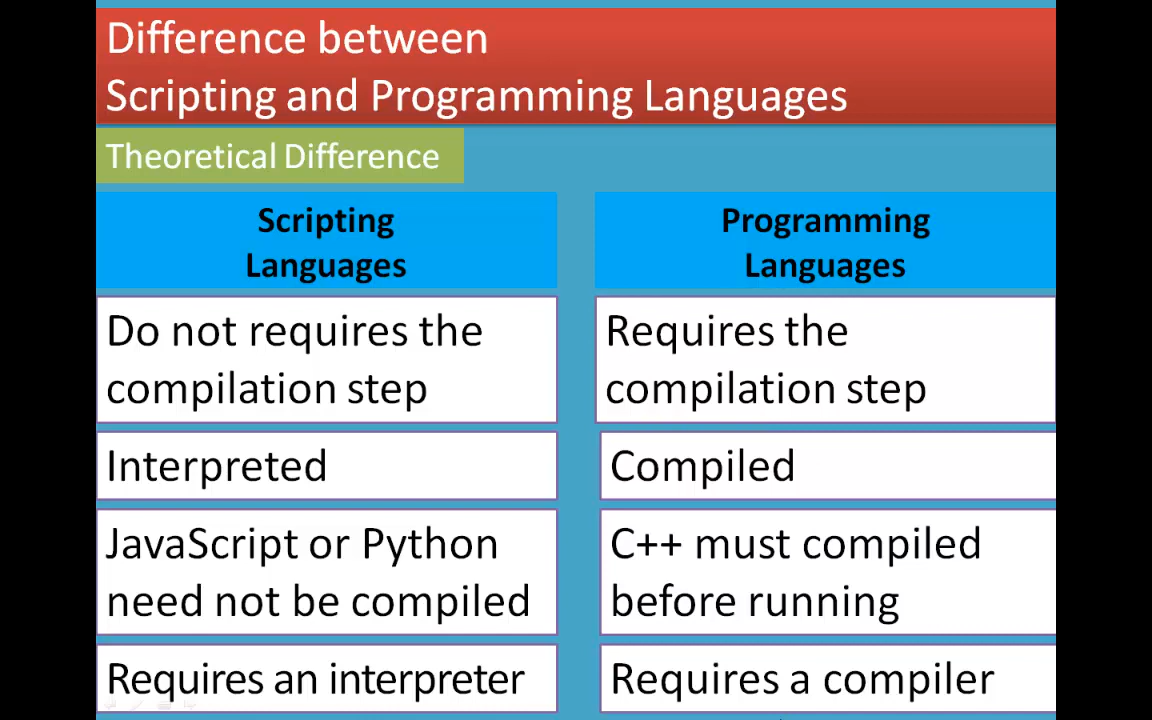 Difference between
Scripting and Programming Languages
Theoretical Difference
Scripting
Languages
Programming
Languages
Do not requires the
compilation step
Requires the
compilation step
Interpreted
Compiled
JavaScript or Python
need not be compiled
C++ must compiled
before running
Requires an interpreter
Requires a compiler